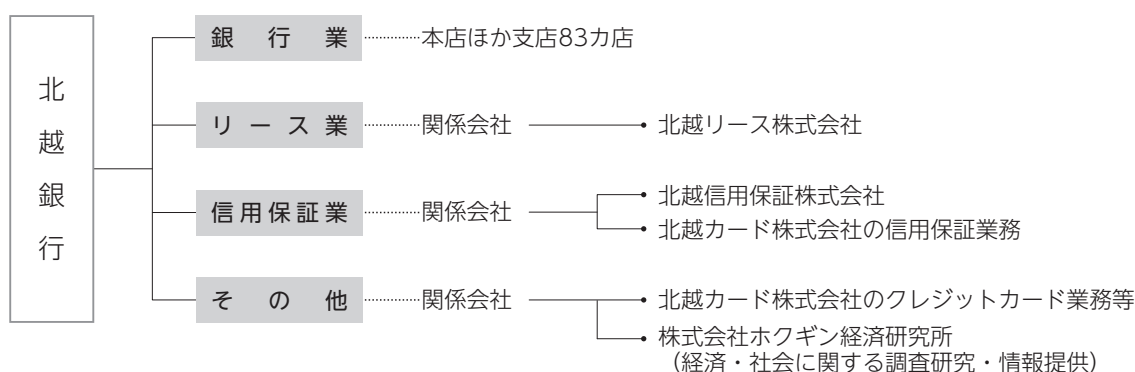 北越銀行
銀行業 本店ほか支店83カ店
リース業 関係会社 北越リース株式会社
信用保証業 関係会社 北越信用保証株式会社
北越カード株式会社の信用保証業務
その他 関係会社 北越カード株式会社のクレジットカード業務等
株式会社ホクギン経済研究所
（経済・社会に関する調査研究・情報提供）